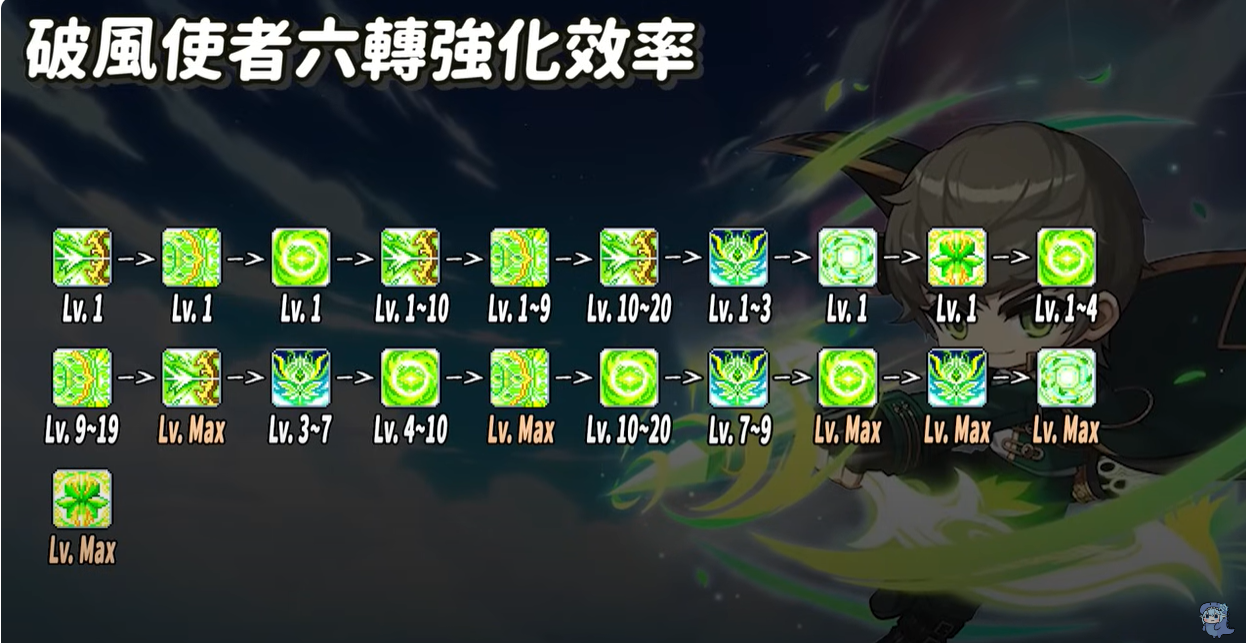 破風使者六轉強化效率
Lv. 1 Lv. 1 Lv. 1 Lv. 1~10 Lv. 1~9 Lv. 10~20 Lv. 1~3 Lv. 1 Lv. 1 Lv. 1~4
Lv. 9~19 Lv. Max Lv. 3~7 Lv. 4~10 Lv. Max Lv. 10~20 Lv. 7~9 Lv. Max Lv. Max Lv. Max
Lv. Max